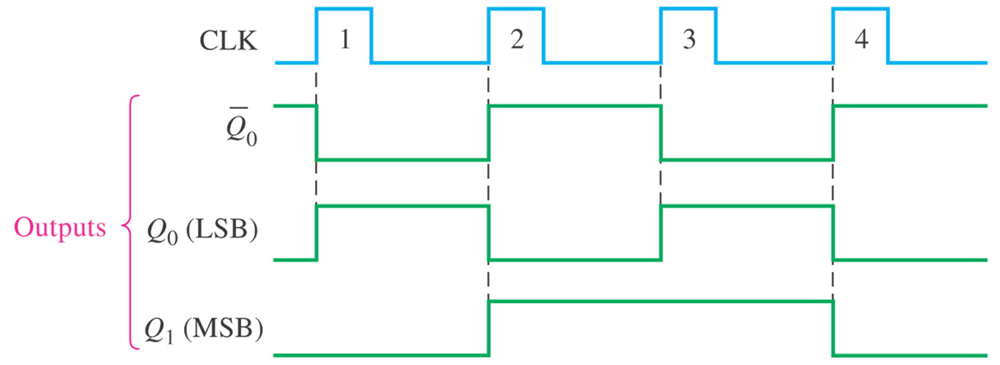 CLK 1 2 3 4
Q̅₀
Outputs Q₀ (LSB)
Q₁ (MSB)